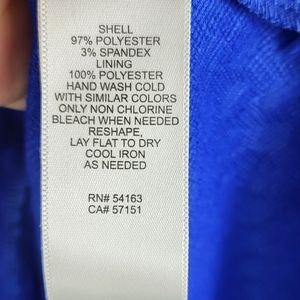 SHELL
97% POLYESTER
3% SPANDEX
LINING
100% POLYESTER
HAND WASH COLD
WITH SIMILAR COLORS
ONLY NON CHLORINE
BLEACH WHEN NEEDED
RESHAPE,
LAY FLAT TO DRY
COOL IRON
AS NEEDED
RN# 54163
CA# 57151